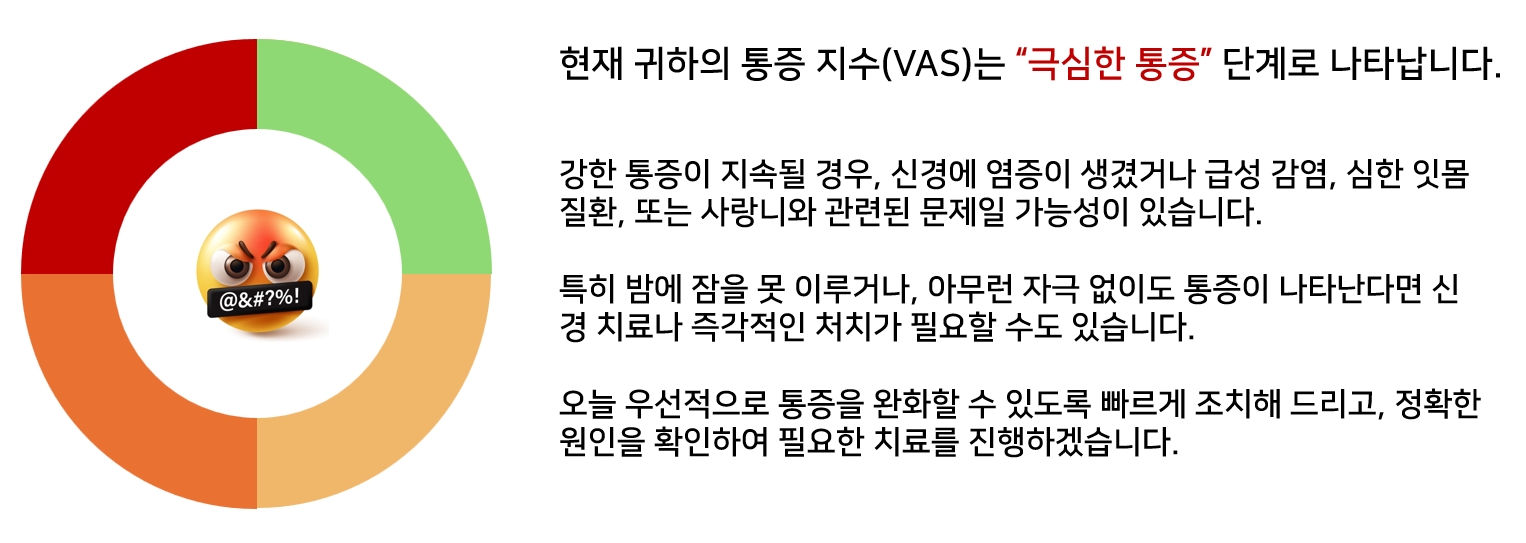 현재 귀하의 통증 지수(VAS)는 “극심한 통증” 단계로 나타납니다.
강한 통증이 지속될 경우, 신경에 염증이 생겼거나 급성 감염, 심한 잇몸
질환, 또는 사랑니와 관련된 문제일 가능성이 있습니다.
특히 밤에 잠을 못 이루거나, 아무런 자극 없이도 통증이 나타난다면 신
경 치료나 즉각적인 처치가 필요할 수도 있습니다.
오늘 우선적으로 통증을 완화할 수 있도록 빠르게 조치해 드리고, 정확한
원인을 확인하여 필요한 치료를 진행하겠습니다.
@&#?%!